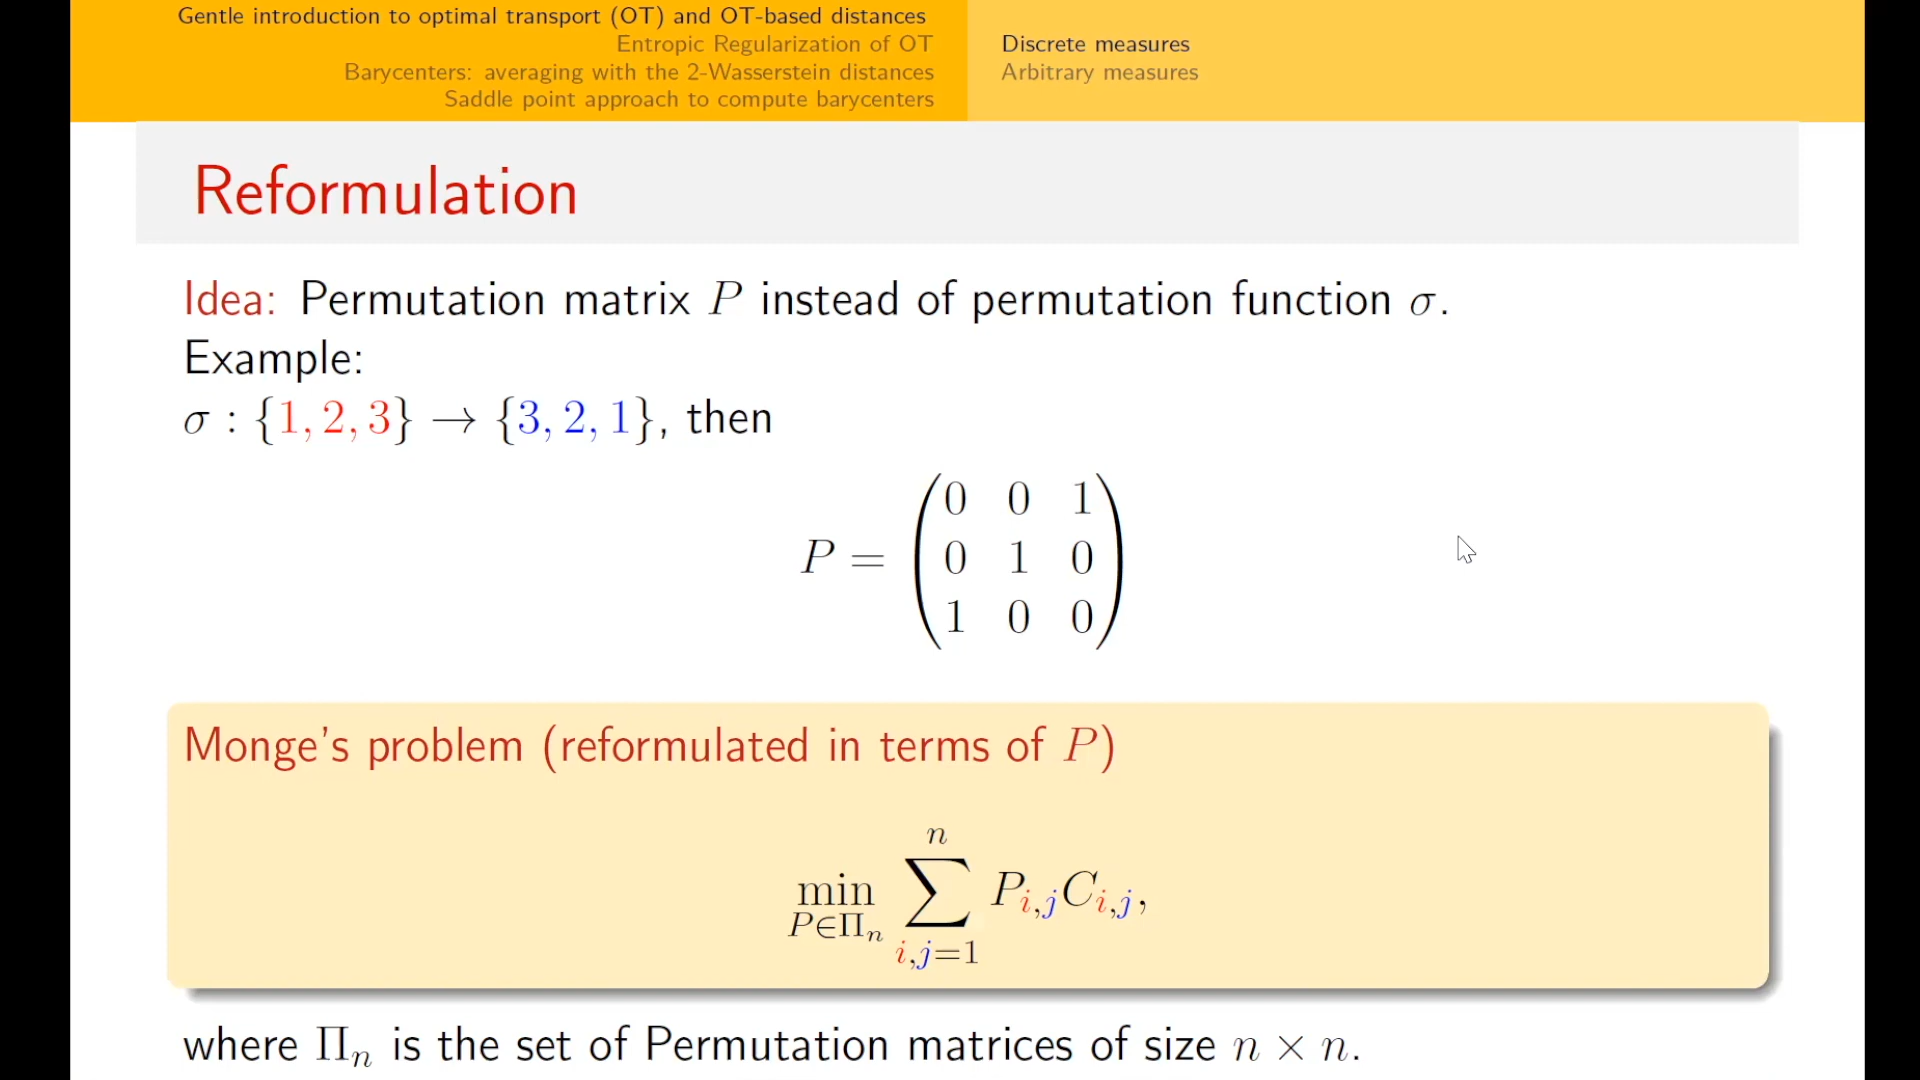 Gentle introduction to optimal transport (OT) and OT-based distances
Entropic Regularization of OT
Barycenters: averaging with the 2-Wasserstein distances
Saddle point approach to compute barycenters
Discrete measures
Arbitrary measures
Reformulation
Idea: Permutation matrix P instead of permutation function σ.
Example:
σ : {1, 2, 3} → {3, 2, 1}, then
P = (0 0 1
0 1 0
1 0 0)
Monge's problem (reformulated in terms of P)
min_{P∈Π_n} ∑_{i,j=1}^{n} P_{i,j}C_{i,j},
where Π_n is the set of Permutation matrices of size n × n.